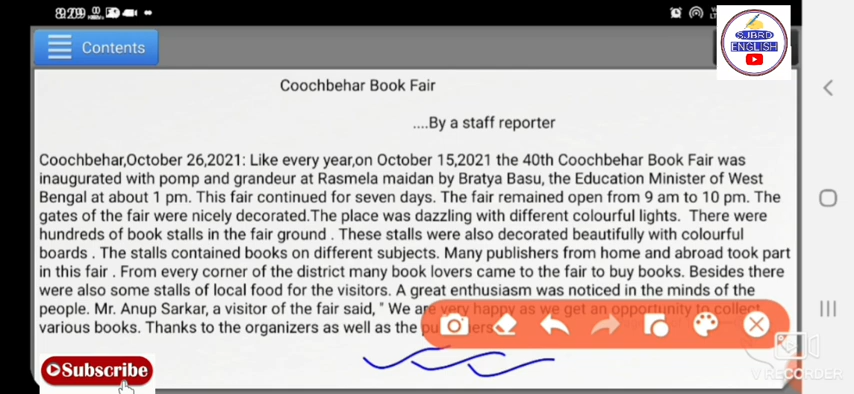 Contents
SJBRD
ENGLISH
Coochbehar Book Fair
....By a staff reporter
Coochbehar,October 26,2021: Like every year,on October 15,2021 the 40th Coochbehar Book Fair was
inaugurated with pomp and grandeur at Rasmela maidan by Bratya Basu, the Education Minister of West
Bengal at about 1 pm. This fair continued for seven days. The fair remained open from 9 am to 10 pm. The
gates of the fair were nicely decorated.The place was dazzling with different colourful lights. There were
hundreds of book stalls in the fair ground . These stalls were also decorated beautifully with colourful
boards . The stalls contained books on different subjects. Many publishers from home and abroad took part
in this fair . From every corner of the district many book lovers came to the fair to buy books. Besides there
were also some stalls of local food for the visitors. A great enthusiasm was noticed in the minds of the
people. Mr. Anup Sarkar, a visitor of the fair said, " We are very happy as we get an opportunity to collect
various books. Thanks to the organizers as well as the
Subscribe
V RECORDER